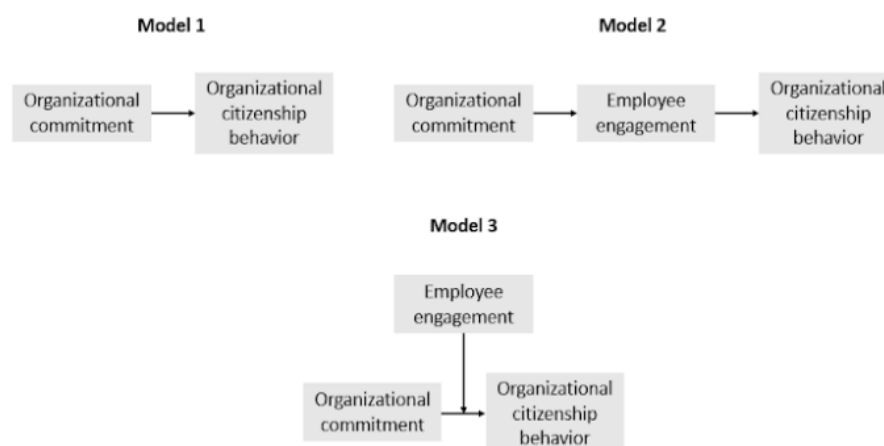 Model 1
Organizational
commitment
Organizational
citizenship
behavior
Model 2
Organizational
commitment
Employee
engagement
Organizational
citizenship
behavior
Model 3
Employee
engagement
Organizational
commitment
Organizational
citizenship
behavior